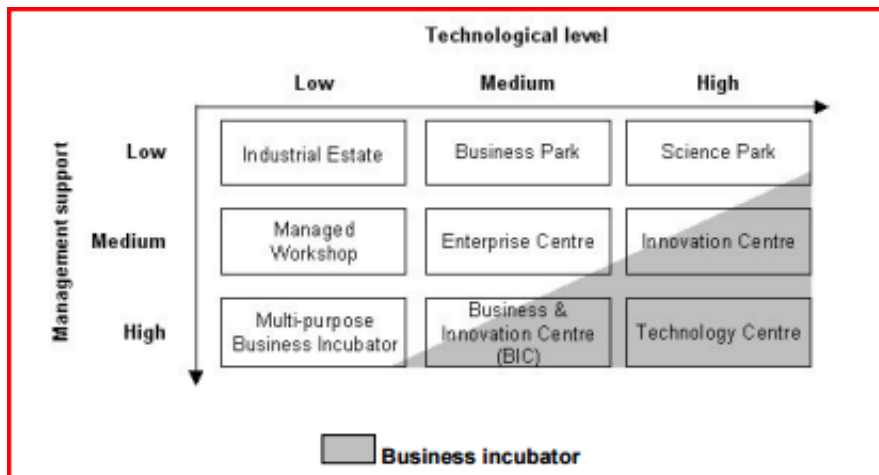 Technological level
Low Medium High
Management support
Low Industrial Estate Business Park Science Park
Medium Managed
Workshop Enterprise Centre Innovation Centre
High Multi-purpose
Business Incubator Business &
Innovation Centre
(BIC) Technology Centre
Business incubator